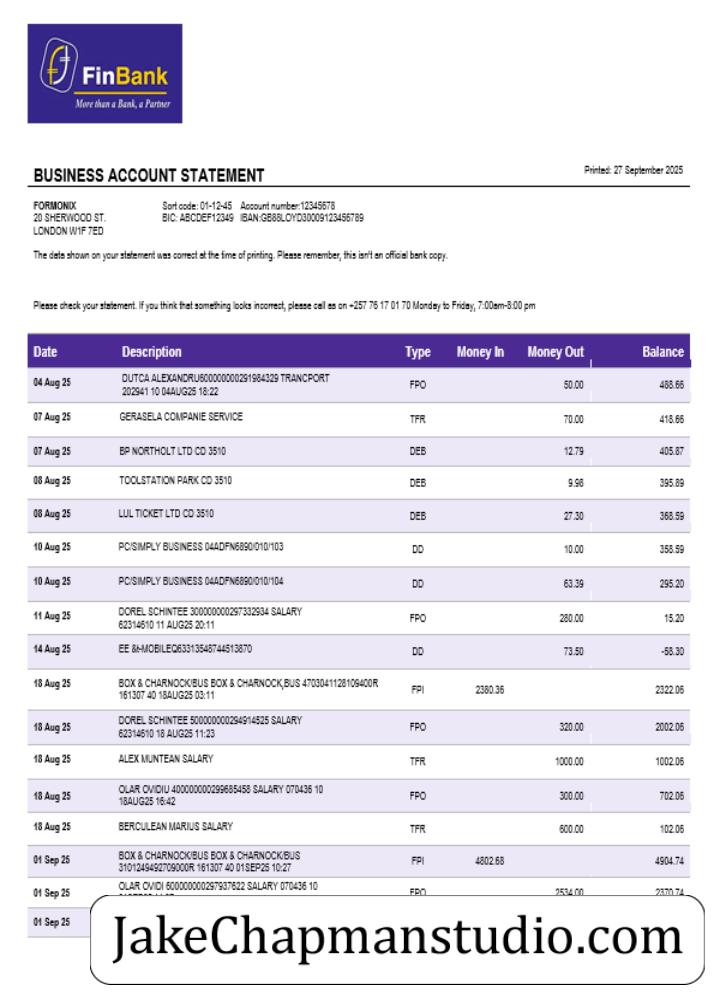 FinBank
More than a Bank, a Partner
BUSINESS ACCOUNT STATEMENT Printed: 27 September 2025
FORMONIX Sort code: 01-12-45 Account number:12345678
20 SHERWOOD ST. BIC: ABCDEF12349 IBAN:GB88LOYD30009123456789
LONDON W1F 7ED
The data shown on your statement was correct at the time of printing. Please remember, this isn't an official bank copy.
Please check your statement. If you think that something looks incorrect, please call as on +257 76 17 01 70 Monday to Friday, 7:00am-8:00 pm
Date Description Type Money In Money Out Balance
04 Aug 25 DUTCA ALEXANDRU600000000291984329 TRANCPORT FPO 50.00 488.66
202941 10 04AUG25 18:22
07 Aug 25 GERASELA COMPANIE SERVICE TFR 70.00 418.66
07 Aug 25 BP NORTHOLT LTD CD 3510 DEB 12.79 405.87
08 Aug 25 TOOLSTATION PARK CD 3510 DEB 9.98 395.89
08 Aug 25 LUL TICKET LTD CD 3510 DEB 27.30 368.59
10 Aug 25 PC/SIMPLY BUSINESS 04ADFN6890/010/103 DD 10.00 358.59
10 Aug 25 PC/SIMPLY BUSINESS 04ADFN6890/010/104 DD 63.39 295.20
11 Aug 25 DOREL SCHINTEE 300000000297332934 SALARY FPO 280.00 15.20
62314610 11 AUG25 20:11
14 Aug 25 EE &t-MOBILEQ63313548744513870 DD 73.50 -58.30
18 Aug 25 BOX & CHARNOCK/BUS BOX & CHARNOCK,BUS 4703041128109400R FPI 2380.36 2322.06
161307 40 18AUG25 03:11
18 Aug 25 DOREL SCHINTEE 500000000294914525 SALARY FPO 320.00 2002.06
62314610 18 AUG25 11:23
18 Aug 25 ALEX MUNTEAN SALARY TFR 1000.00 1002.06
18 Aug 25 OLAR OVIDIU 400000000299685458 SALARY 070436 10 FPO 300.00 702.06
18AUG25 16:42
18 Aug 25 BERCULEAN MARIUS SALARY TFR 600.00 102.06
01 Sep 25 BOX & CHARNOCK/BUS BOX & CHARNOCK/BUS FPI 4802.68 4904.74
3101249492709000R 161307 40 01SEP25 10:27
01 Sep 25 OLAR OVIDI 600000000297937622 SALARY 070436 10 FPO 2534.00 2370.74
01 Sep 25
JakeChapmanstudio.com